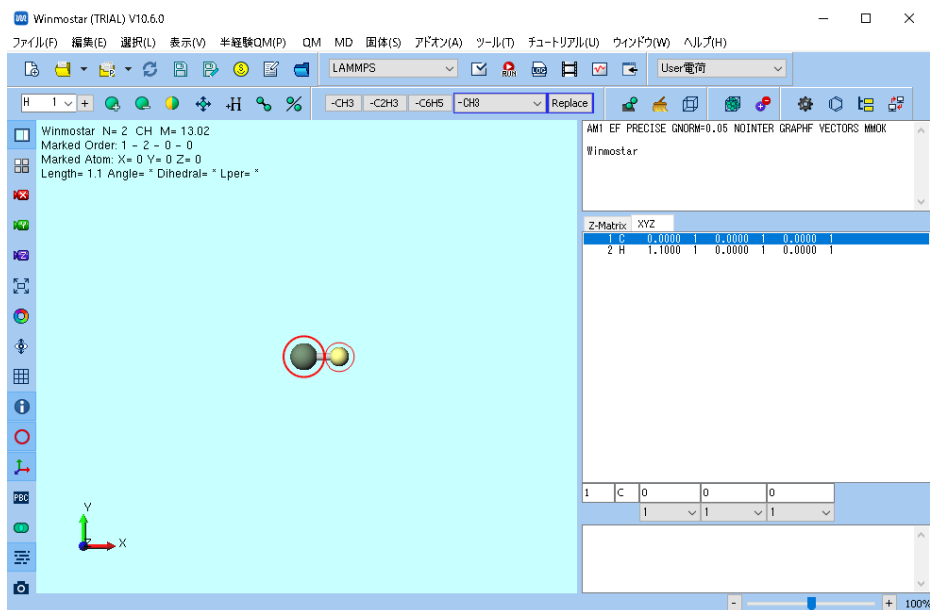 Winmostar (TRIAL) V10.6.0
ファイル(F) 編集(E) 選択(L) 表示(V) 半経験QM(P) QM MD 固体(S) アドオン(A) ツール(T) チュートリアル(U) ウィンドウ(W) ヘルプ(H)
LAMMPS RUN LOG User電荷
H 1 + -CH3 -C2H3 -C6H5 -CH3 Replace
Winmostar N= 2 CH M= 13.02
Marked Order: 1 - 2 - 0 - 0
Marked Atom: X= 0 Y= 0 Z= 0
Length= 1.1 Angle= * Dihedral= * Lper= *
AM1 EF PRECISE GNORM=0.05 NOINTER GRAPHF VECTORS MMOK
Winmostar
Z-Matrix XYZ
1 C 0.0000 1 0.0000 1 0.0000 1
2 H 1.1000 1 0.0000 1 0.0000 1
1 C 0 0 0
1 1 1
X
Y
Z
PBC
Y
Z X
- + 100%